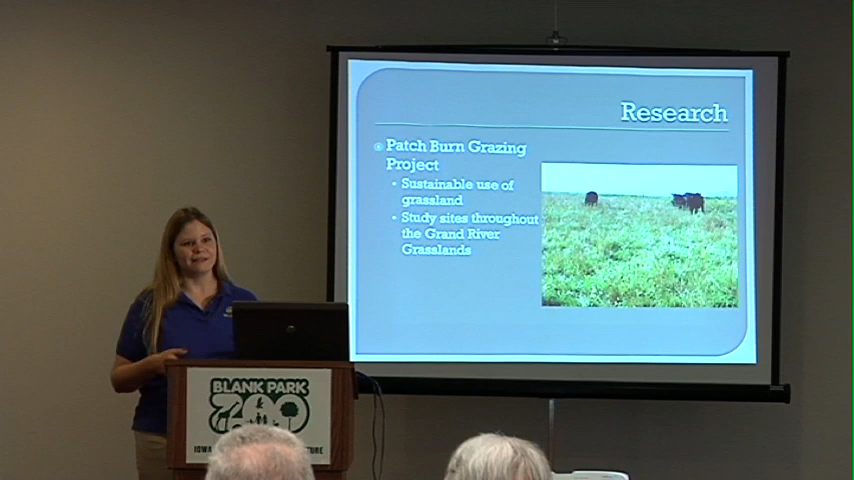 Research
Patch Burn Grazing
Project
Sustainable use of
grassland
Study sites throughout
the Grand River
Grasslands
BLANK PARK
ZOO
IOWA